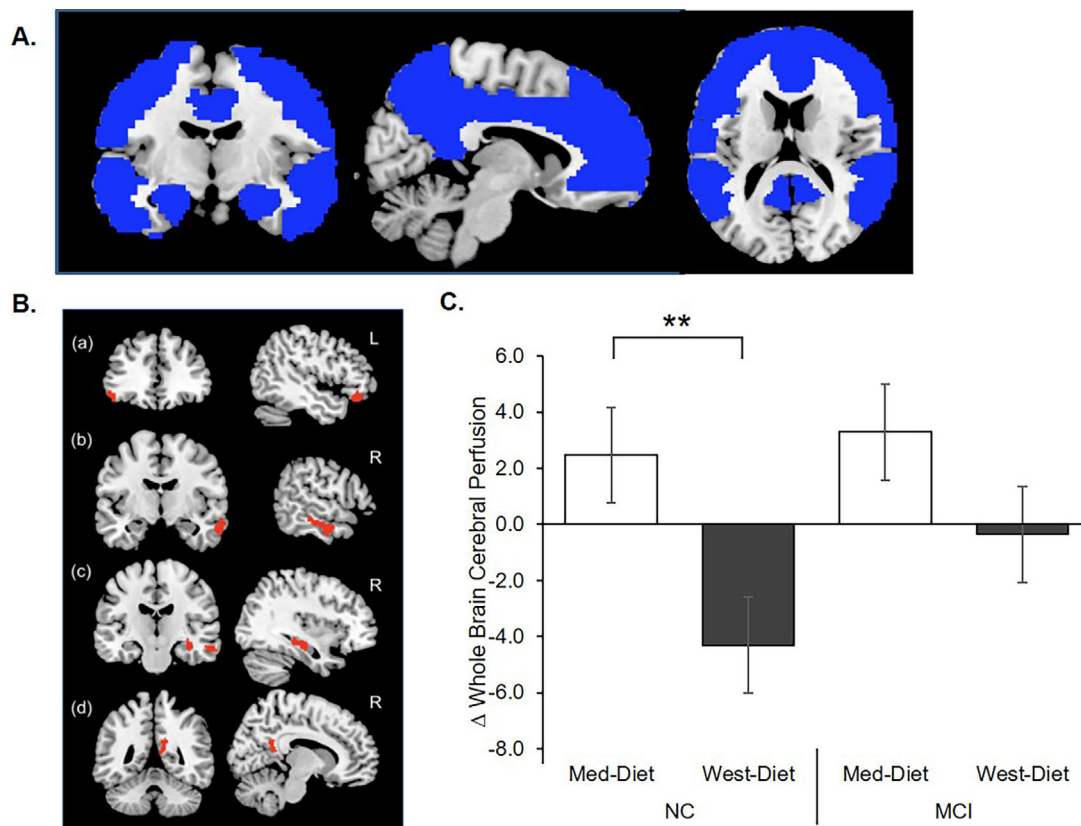 A.
B.
(a)
L
(b)
R
(c)
R
(d)
R
C.
**
Δ Whole Brain Cerebral Perfusion
6.0
4.0
2.0
0.0
-2.0
-4.0
-6.0
-8.0
Med-Diet West-Diet Med-Diet West-Diet
NC MCI